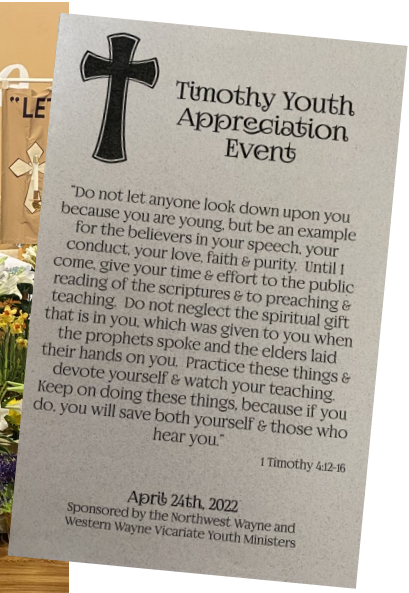 "LET
Timothy Youth
Appreciation
Event
"Do not let anyone look down upon you
because you are young, but be an example
for the believers in your speech, your
conduct, your love, faith & purity. Until I
come, give your time & effort to the public
reading of the scriptures & to preaching &
teaching. Do not neglect the spiritual gift
that is in you, which was given to you when
the prophets spoke and the elders laid
their hands on you. Practice these things &
devote yourself & watch your teaching.
Keep on doing these things, because if you
do, you will save both yourself & those who
hear you."
1 Timothy 4:12-16
April 24th, 2022
Sponsored by the Northwest Wayne and
Western Wayne Vicariate Youth Ministers